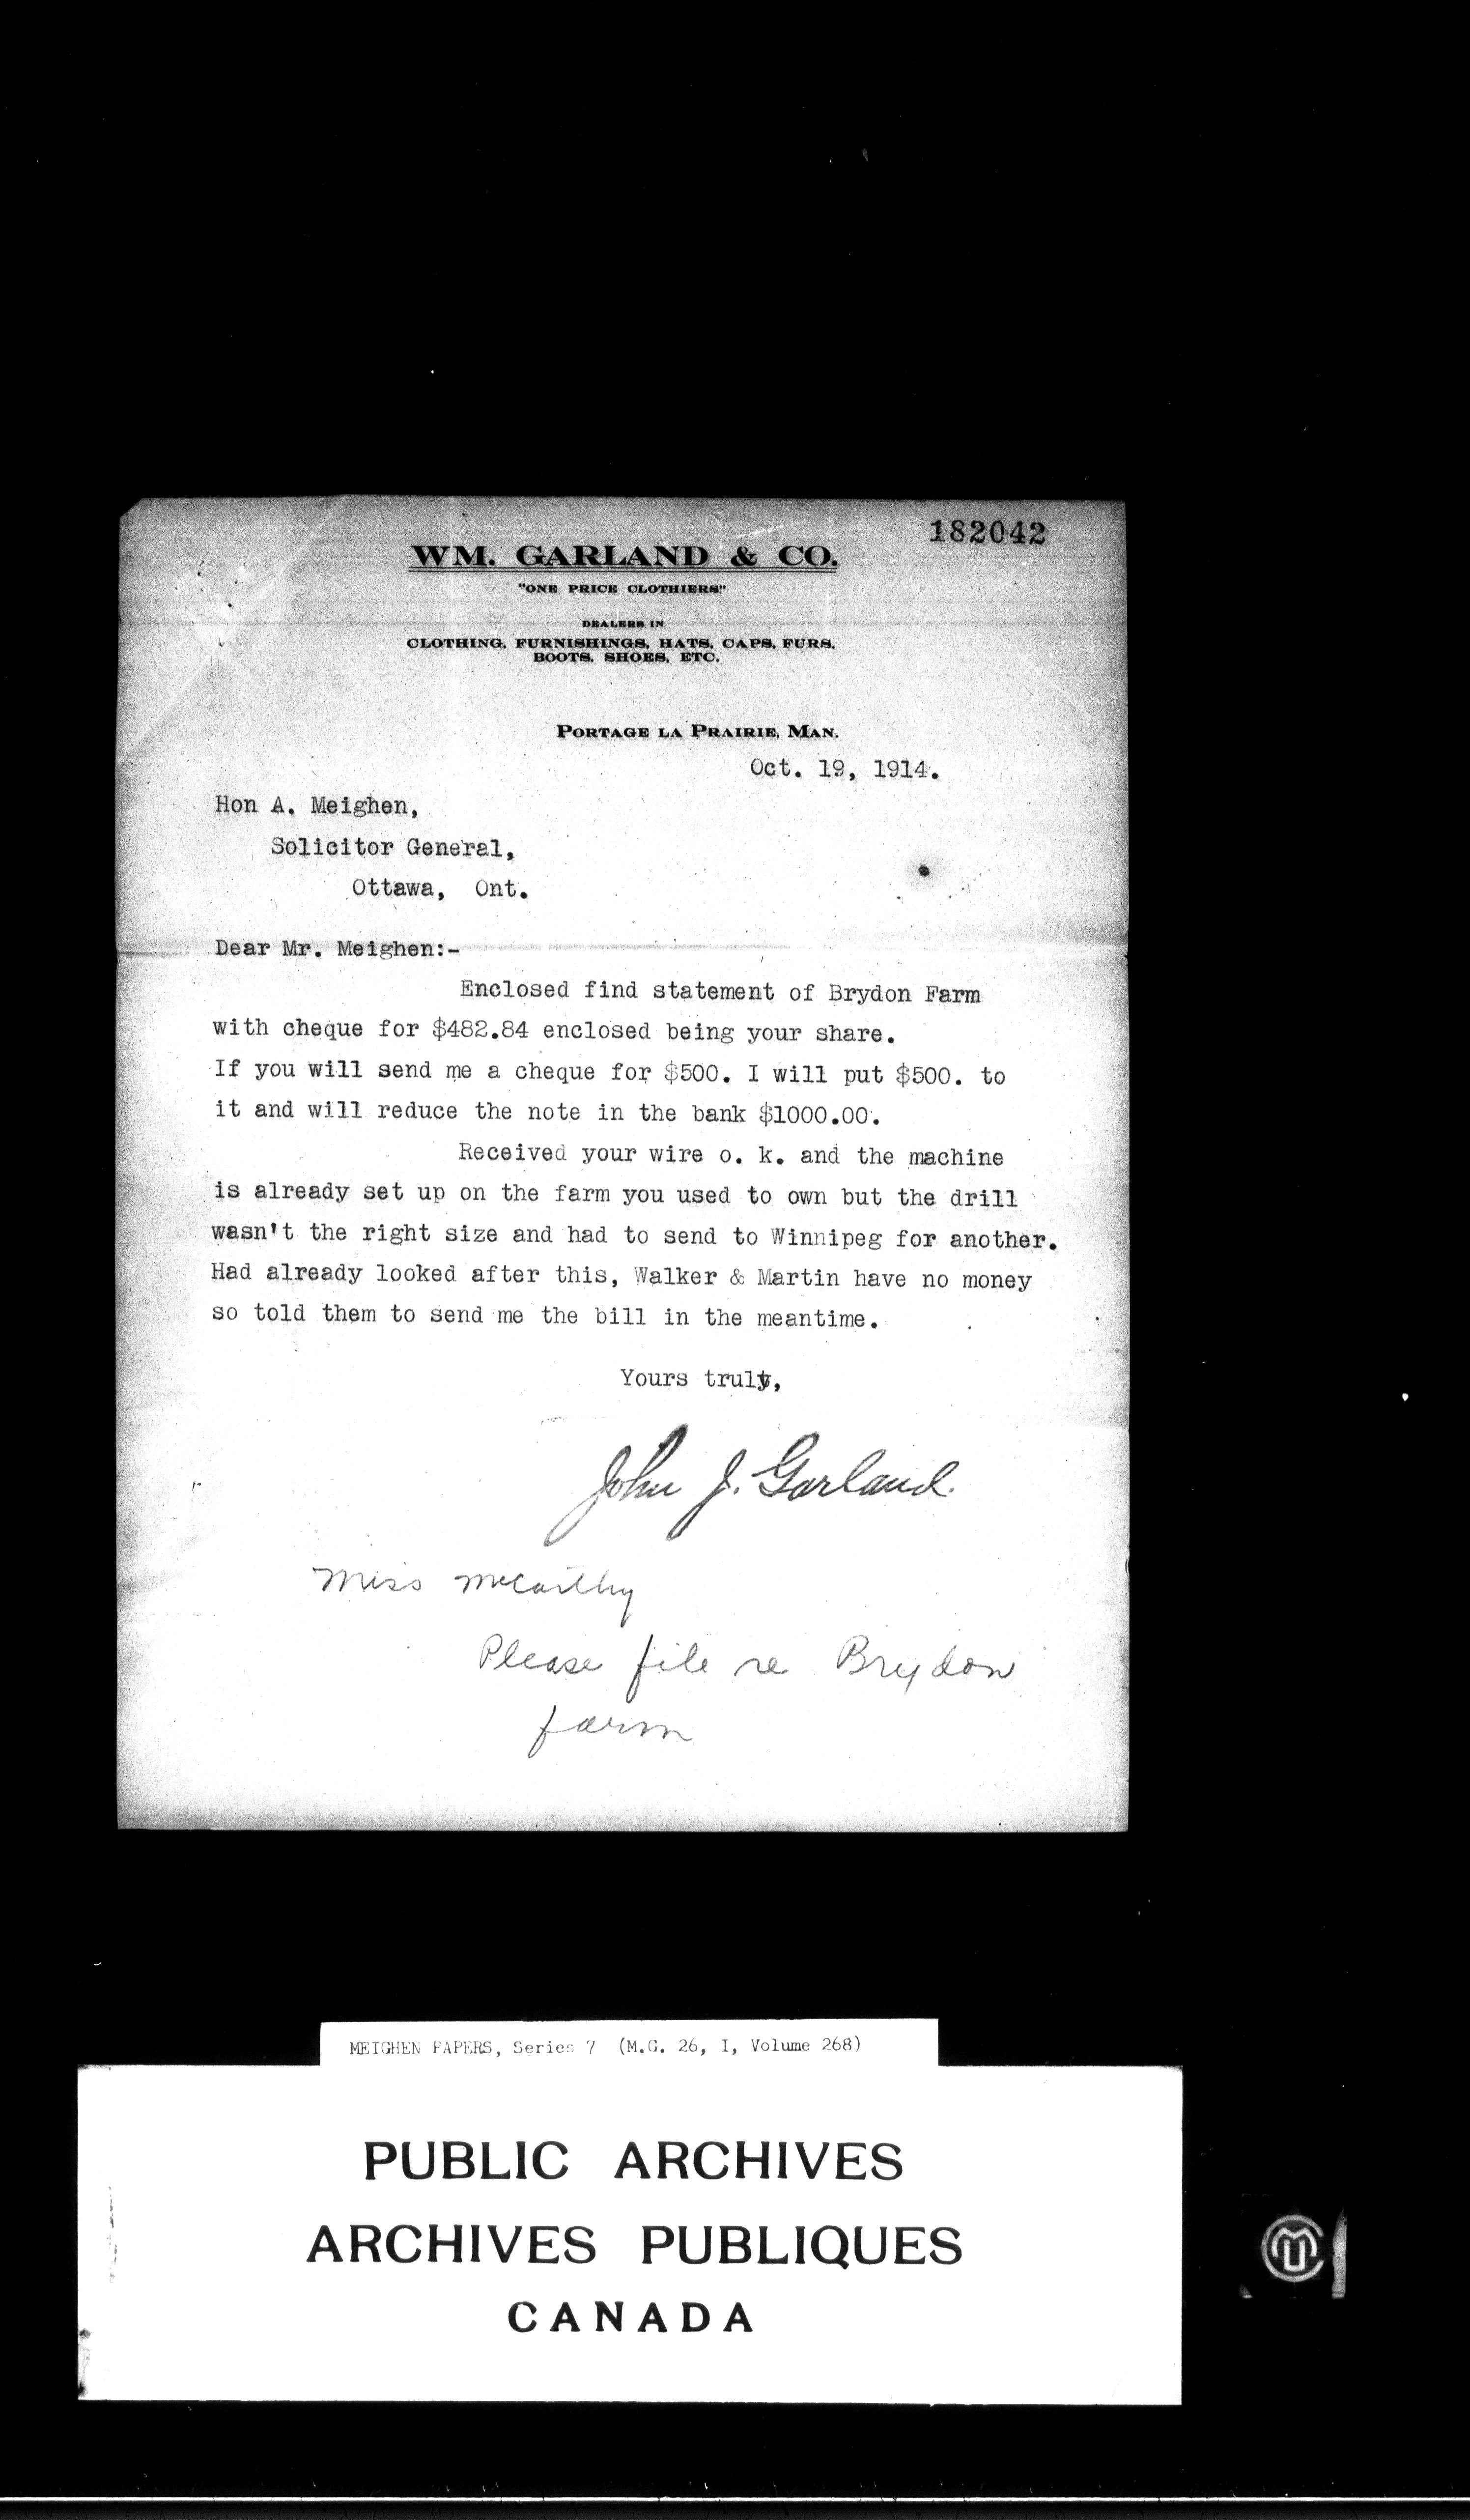 182042
WM. GARLAND & CO.
"ONE PRICE CLOTHIERS"
DEALERS IN
CLOTHING, FURNISHINGS, HATS, CAPS, FURS,
BOOTS, SHOES, ETC.
PORTAGE LA PRAIRIE, MAN.
Oct. 19, 1914.
Hon A. Meighen,
Solicitor General,
Ottawa, Ont.
Dear Mr. Meighen:-
Enclosed find statement of Brydon Farm
with cheque for $482.84 enclosed being your share.
If you will send me a cheque for $500. I will put $500. to
it and will reduce the note in the bank $1000.00.
Received your wire o. k. and the machine
is already set up on the farm you used to own but the drill
wasn't the right size and had to send to Winnipeg for another.
Had already looked after this, Walker & Martin have no money
so told them to send me the bill in the meantime.
Yours truly,
John J. Garland.
Miss McCarthy
Please file re Brydon
farm
MEIGHEN PAPERS, Series 7 (M.G. 26, I, Volume 268)
PUBLIC ARCHIVES
ARCHIVES PUBLIQUES
CANADA